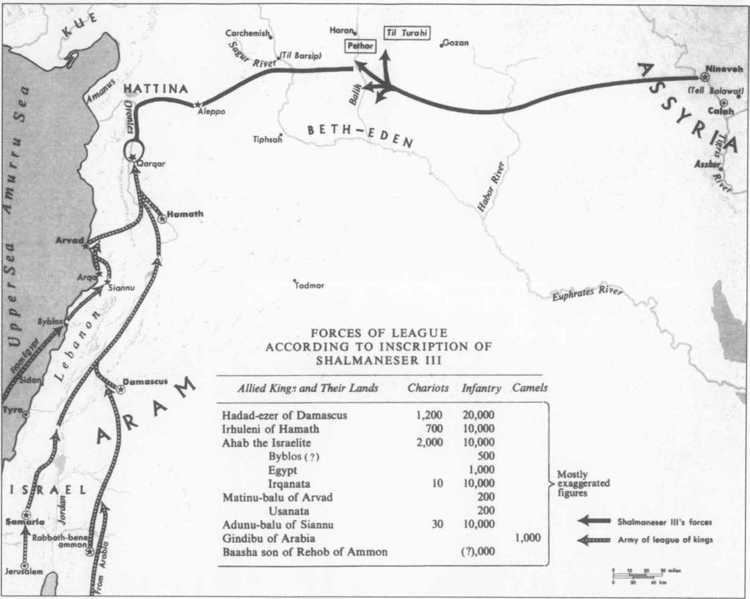 KUE
Carchemish
Haran
Til Turahi
Pethor
Gozan
Sagur River
(Til Barsip)
Nineveh
(Tell Balawat)
Calah
ASSYRIA
Amanus
HATTINA
Orontes
Aleppo
Balih
Tiphsah
BETH-EDEN
Habor River
Asshur
Tigris River
Upper Sea Amurru Sea
Qarqar
Hamath
Arvad
Arqa
Siannu
Tadmor
Euphrates River
Byblos
Lebanon
From Egypt
Sidon
Damascus
Tyre
ARAM
ISRAEL
Jordan
Samaria
Rabbath-bene-
ammon
Jerusalem
From Arabia
FORCES OF LEAGUE
ACCORDING TO INSCRIPTION OF
SHALMANESER III
Allied Kings and Their Lands Chariots Infantry Camels
Hadad-ezer of Damascus 1,200 20,000
Irhuleni of Hamath 700 10,000
Ahab the Israelite 2,000 10,000
Byblos (?) 500
Egypt 1,000
Irqanata 10 10,000
Matinu-balu of Arvad 200
Usanata 200
Adunu-balu of Siannu 30 10,000
Gindibu of Arabia 1,000
Baasha son of Rehob of Ammon (?),000
Mostly
exaggerated
figures
Shalmaneser III's forces
Army of league of kings